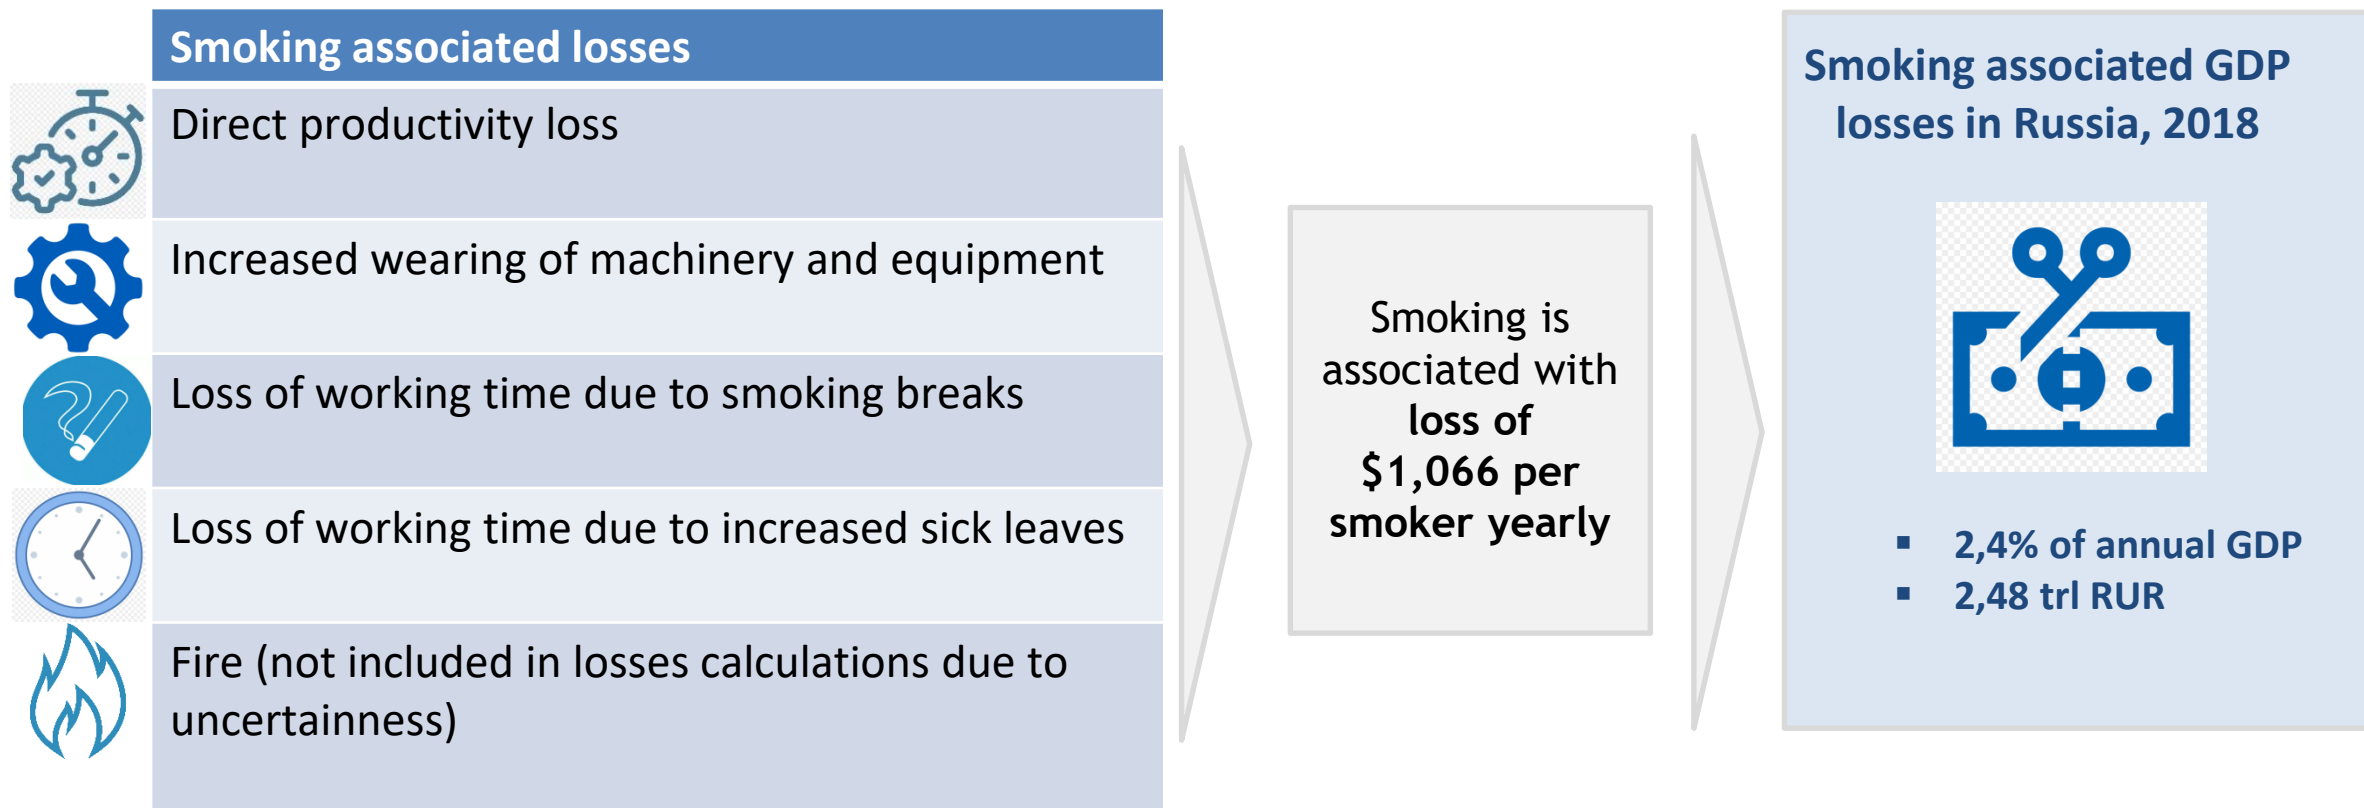 Smoking associated losses
Direct productivity loss
Increased wearing of machinery and equipment
Loss of working time due to smoking breaks
Loss of working time due to increased sick leaves
Fire (not included in losses calculations due to
uncertainness)
Smoking is
associated with
loss of
$1,066 per
smoker yearly
Smoking associated GDP
losses in Russia, 2018
▪ 2,4% of annual GDP
▪ 2,48 trl RUR